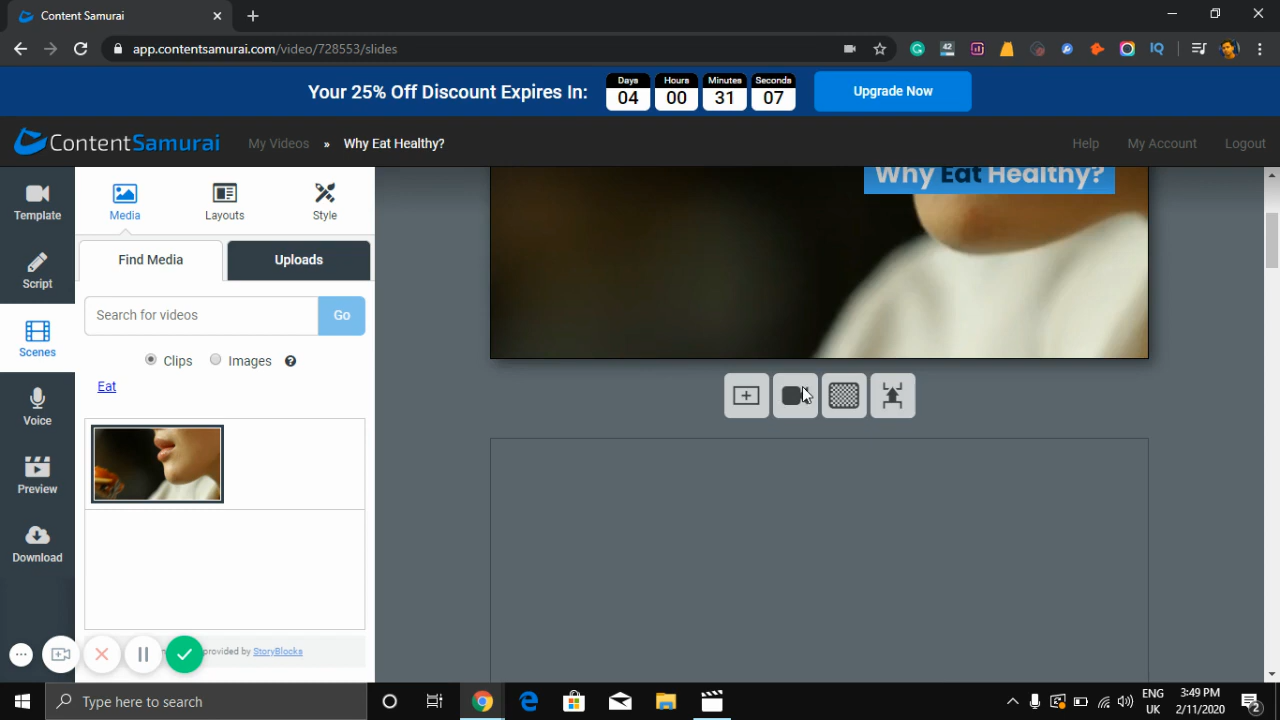 Content Samurai
app.contentsamurai.com/video/728553/slides
42
IQ
Your 25% Off Discount Expires In:
Days
04
Hours
00
Minutes
31
Seconds
07
Upgrade Now
ContentSamurai
My Videos » Why Eat Healthy?
Help
My Account
Logout
Template
Script
Scenes
Voice
Preview
Download
Media
Layouts
Style
Find Media
Uploads
Search for videos
Go
Clips
Images
?
Eat
provided by StoryBlocks
Why Eat Healthy?
Type here to search
ENG
UK
3:49 PM
2/11/2020
2